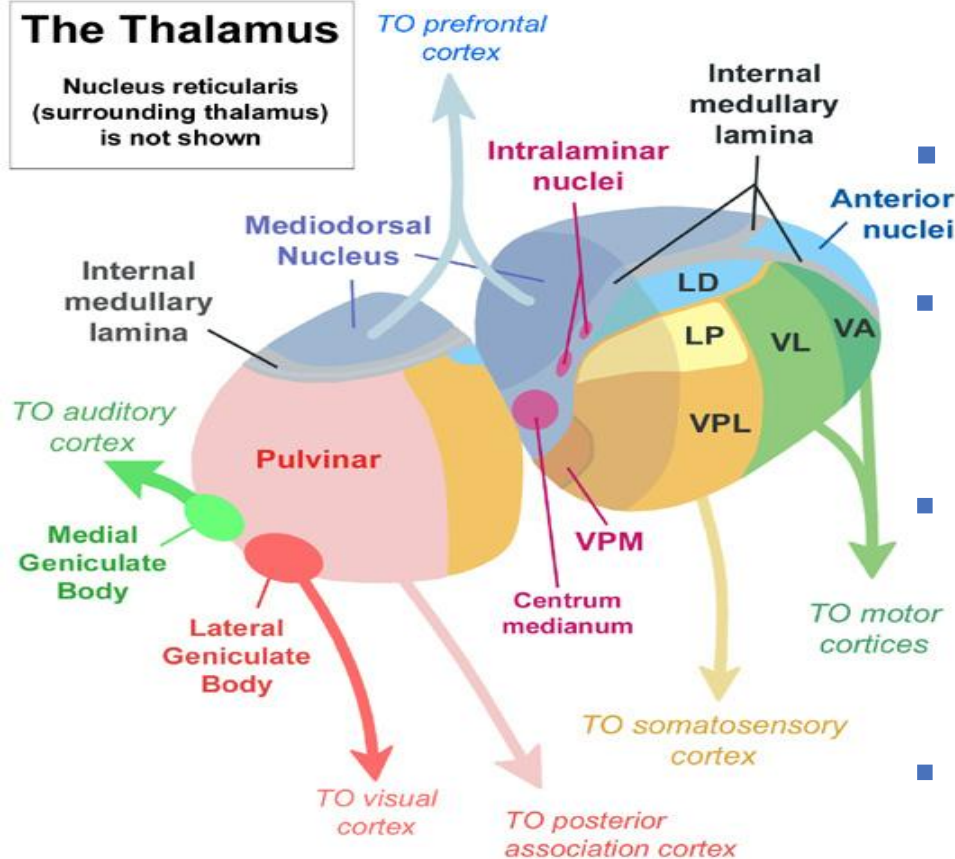 The Thalamus
Nucleus reticularis
(surrounding thalamus)
is not shown
TO prefrontal
cortex
Internal
medullary
lamina
Intralaminar
nuclei
Anterior
nuclei
Mediodorsal
Nucleus
Internal
medullary
lamina
LD
LP
VL
VA
VPL
TO auditory
cortex
Pulvinar
Medial
Geniculate
Body
VPM
Centrum
medianum
Lateral
Geniculate
Body
TO motor
cortices
TO somatosensory
cortex
TO visual
cortex
TO posterior
association cortex